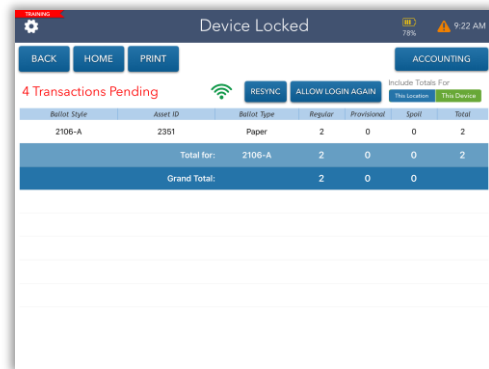 TRAINING
Device Locked
78%
9:22 AM
BACK HOME PRINT ACCOUNTING
4 Transactions Pending RESYNC ALLOW LOGIN AGAIN
Include Totals For
This Location This Device
Ballot Style Asset ID Ballot Type Regular Provisional Spoil Total
2106-A 2351 Paper 2 0 0 2
Total for: 2106-A 2 0 0 2
Grand Total: 2 0 0